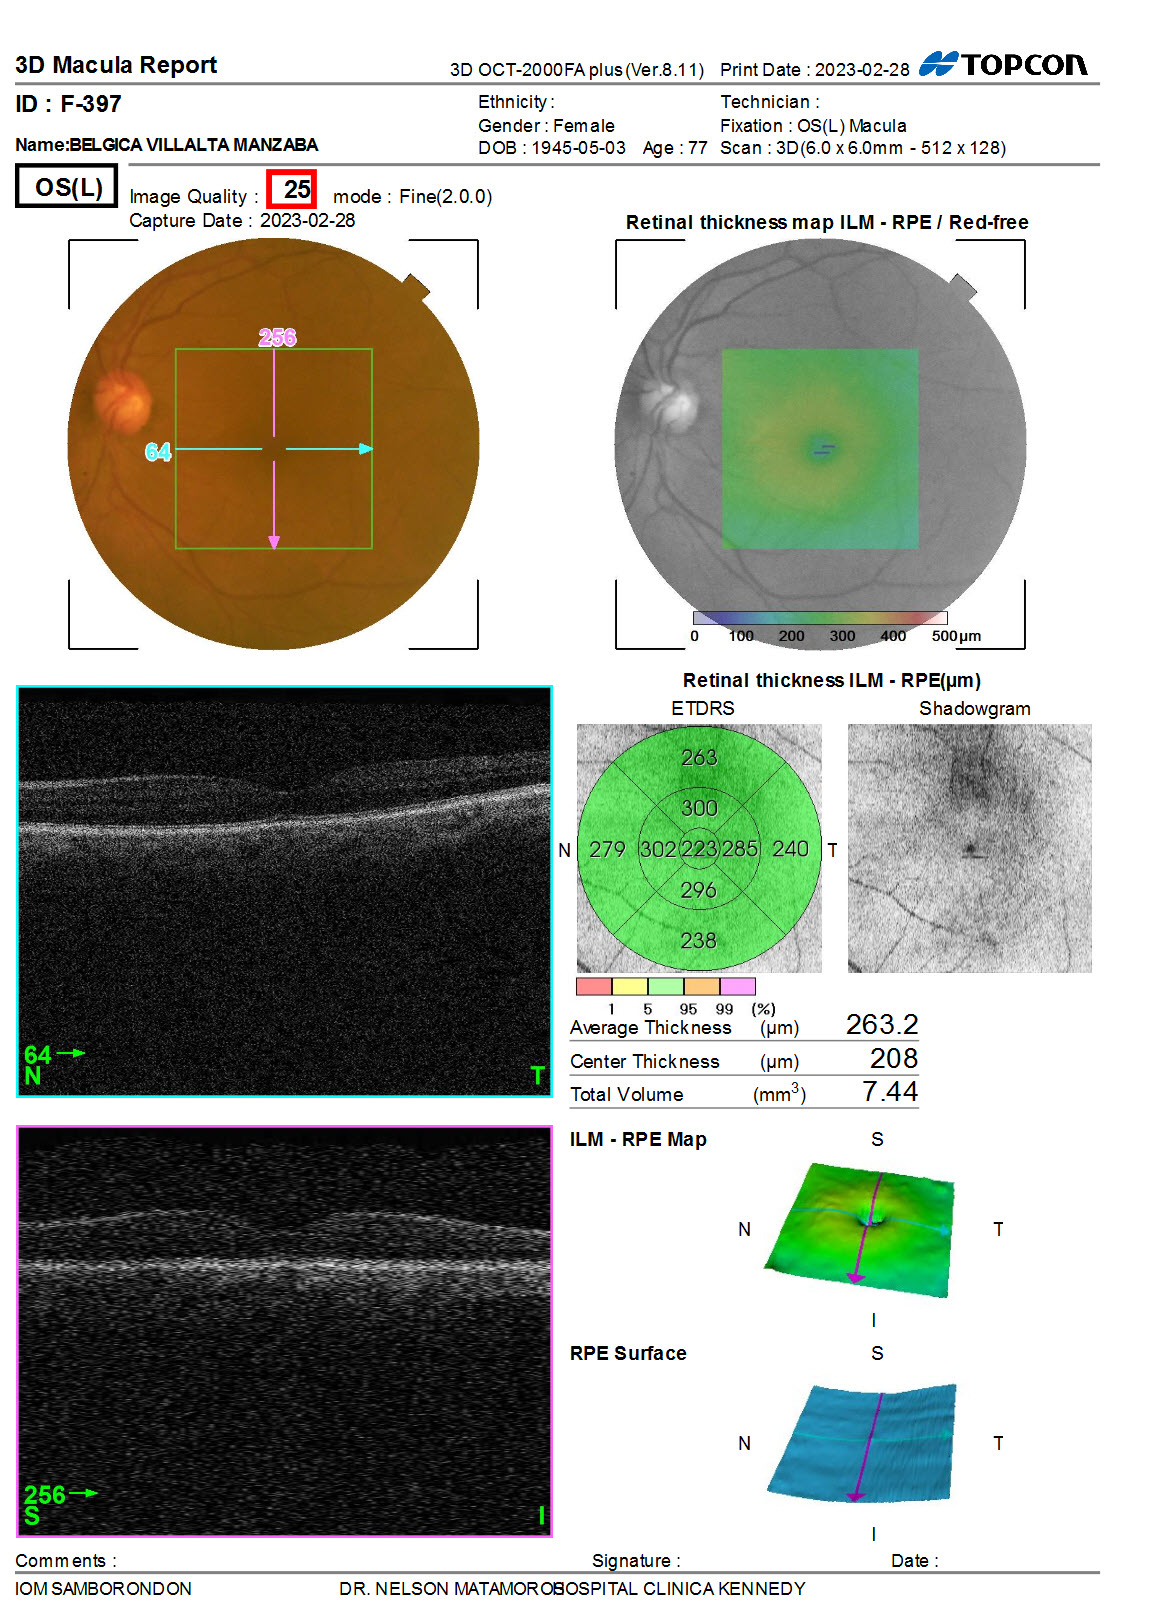 3D Macula Report
3D OCT-2000FA plus(Ver.8.11) Print Date : 2023-02-28 TOPCON
ID : F-397
Ethnicity :
Technician :
Gender : Female
Fixation : OS(L) Macula
Name:BELGICA VILLALTA MANZABA
DOB : 1945-05-03 Age : 77
Scan : 3D(6.0 x 6.0mm - 512 x 128)
OS(L)
Image Quality : 25 mode : Fine(2.0.0)
Capture Date : 2023-02-28
Retinal thickness map ILM - RPE / Red-free
256
64
0 100 200 300 400 500µm
Retinal thickness ILM - RPE(µm)
ETDRS
Shadowgram
263
300
N 279 302 223 285 240 T
296
238
1 5 95 99 (%)
Average Thickness (µm) 263.2
Center Thickness (µm) 208
Total Volume (mm³) 7.44
64
N T
ILM - RPE Map
S
N T
I
RPE Surface
S
N T
I
256
S I
Comments :
Signature :
Date :
IOM SAMBORONDON
DR. NELSON MATAMOROS
HOSPITAL CLINICA KENNEDY